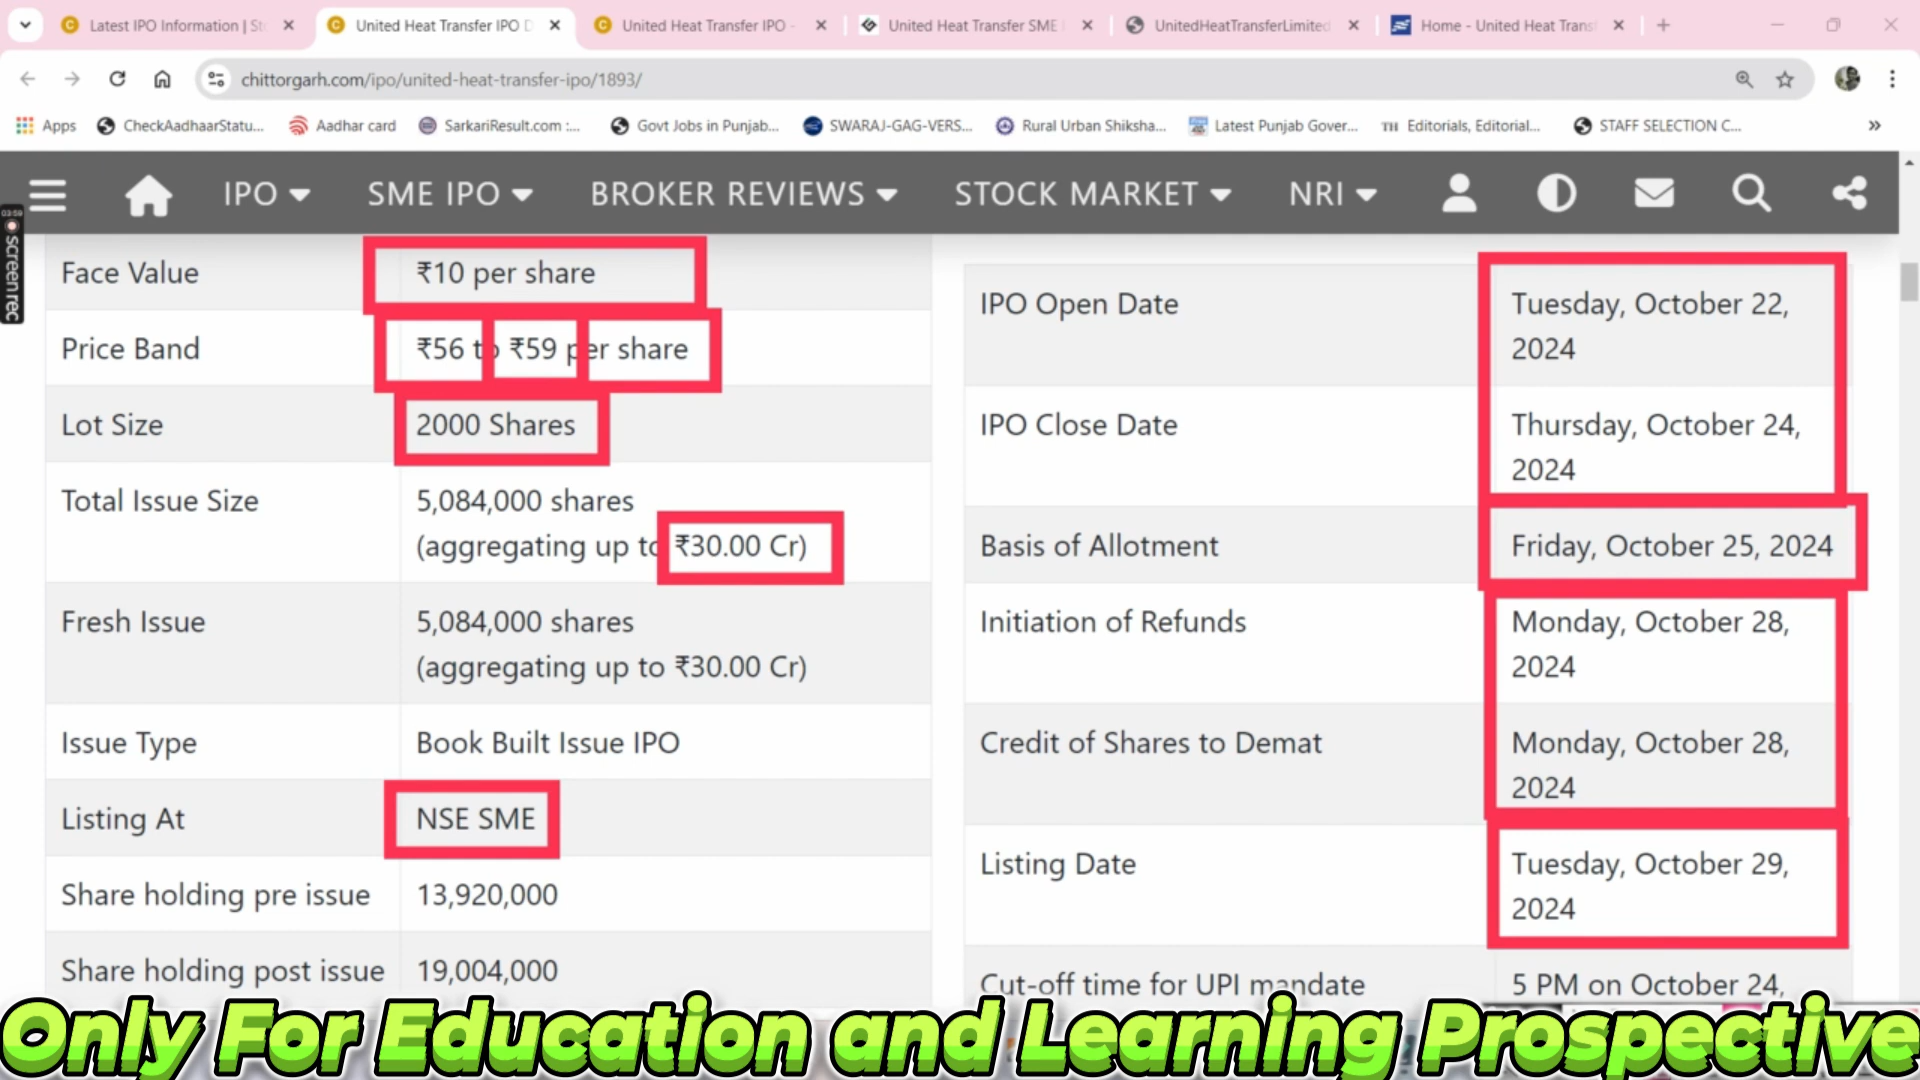 Latest IPO Information | St
United Heat Transfer IPO D
United Heat Transfer IPO -
United Heat Transfer SME
UnitedHeatTransferLimited
Home - United Heat Trans
chittorgarh.com/ipo/united-heat-transfer-ipo/1893/
Apps
CheckAadhaarStatu...
Aadhar card
SarkariResult.com :...
Govt Jobs in Punjab...
SWARAJ-GAG-VERS...
Rural Urban Shiksha...
Latest Punjab Gover...
TH Editorials, Editorial...
STAFF SELECTION C...
IPO
SME IPO
BROKER REVIEWS
STOCK MARKET
NRI
03:59
screenrec
Face Value ₹10 per share
Price Band ₹56 to ₹59 per share
Lot Size 2000 Shares
Total Issue Size 5,084,000 shares
(aggregating up to ₹30.00 Cr)
Fresh Issue 5,084,000 shares
(aggregating up to ₹30.00 Cr)
Issue Type Book Built Issue IPO
Listing At NSE SME
Share holding pre issue 13,920,000
Share holding post issue 19,004,000
IPO Open Date Tuesday, October 22,
2024
IPO Close Date Thursday, October 24,
2024
Basis of Allotment Friday, October 25, 2024
Initiation of Refunds Monday, October 28,
2024
Credit of Shares to Demat Monday, October 28,
2024
Listing Date Tuesday, October 29,
2024
Cut-off time for UPI mandate 5 PM on October 24,
Only For Education and Learning Prospective